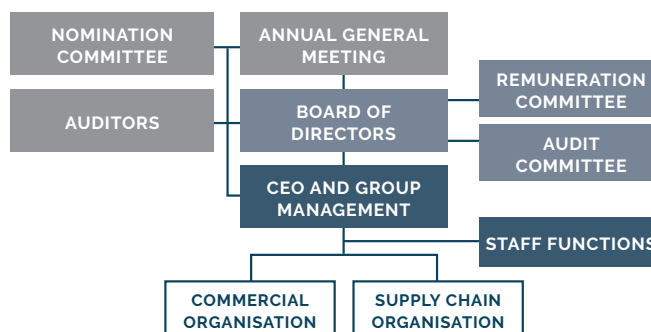 NOMINATION
COMMITTEE
ANNUAL GENERAL
MEETING
REMUNERATION
COMMITTEE
AUDITORS
BOARD OF
DIRECTORS
AUDIT
COMMITTEE
CEO AND GROUP
MANAGEMENT
STAFF FUNCTIONS
COMMERCIAL
ORGANISATION
SUPPLY CHAIN
ORGANISATION